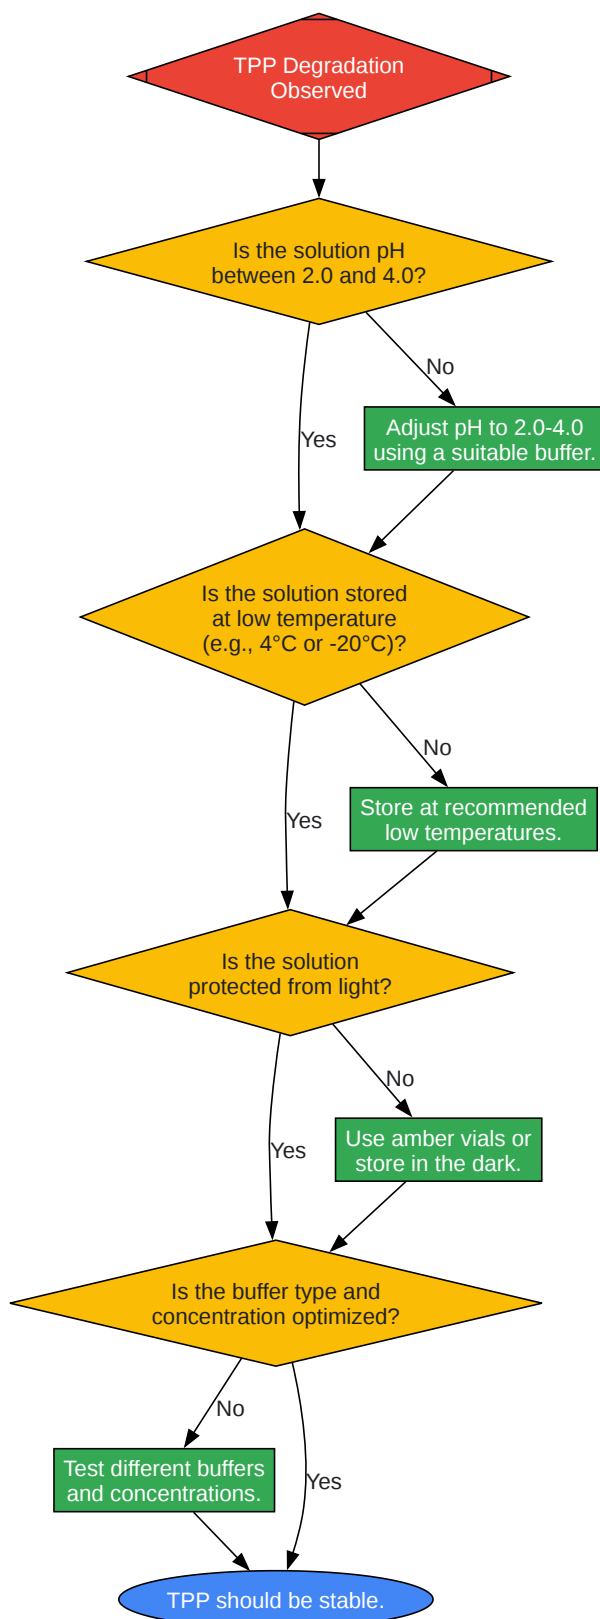 TPP Degradation
Observed
Is the solution pH
between 2.0 and 4.0?
No
Adjust pH to 2.0-4.0
using a suitable buffer.
Yes
Is the solution stored
at low temperature
(e.g., 4°C or -20°C)?
No
Store at recommended
low temperatures.
Yes
Is the solution
protected from light?
No
Use amber vials or
store in the dark.
Yes
Is the buffer type and
concentration optimized?
No
Test different buffers
and concentrations.
Yes
TPP should be stable.